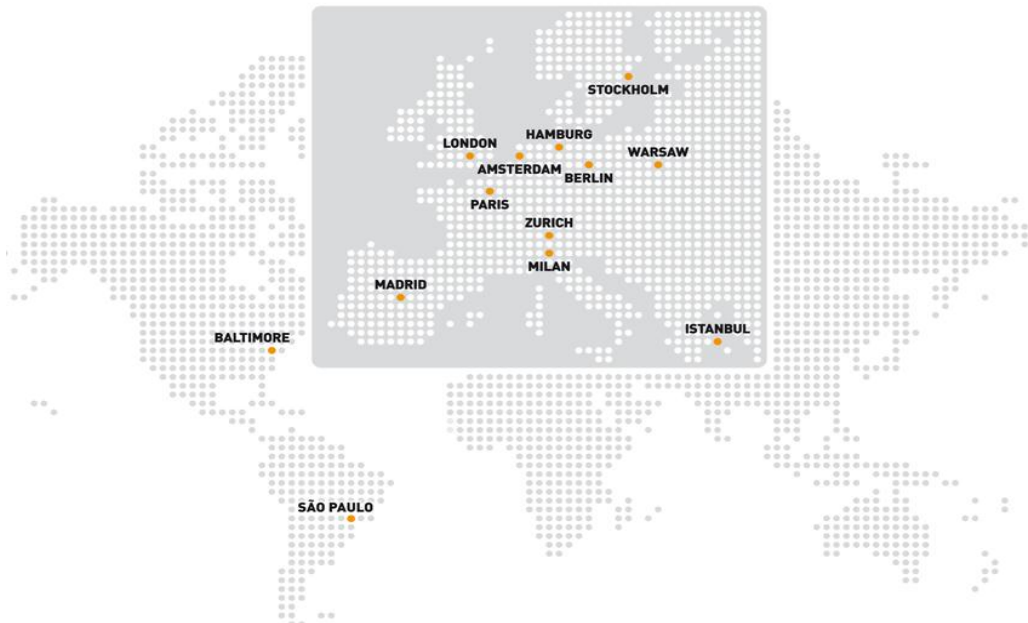 STOCKHOLM
HAMBURG
LONDON
WARSAW
AMSTERDAM
BERLIN
PARIS
ZURICH
MILAN
MADRID
ISTANBUL
BALTIMORE
SÃO PAULO